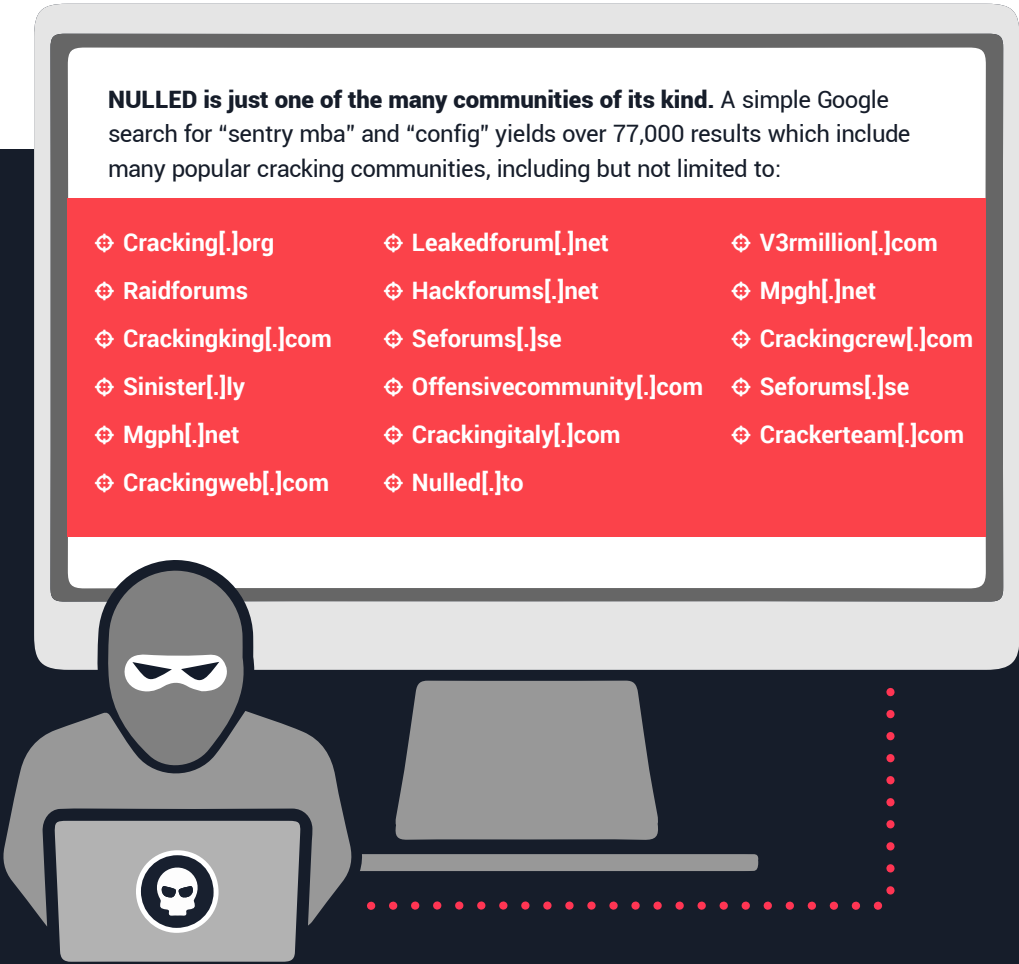 NULLED is just one of the many communities of its kind. A simple Google
search for “sentry mba” and “config” yields over 77,000 results which include
many popular cracking communities, including but not limited to:
Cracking[.]org
Raidforums
Crackingking[.]com
Sinister[.]ly
Mgph[.]net
Crackingweb[.]com
Leakedforum[.]net
Hackforums[.]net
Seforums[.]se
Offensivecommunity[.]com
Crackingitaly[.]com
Nulled[.]to
V3rmillion[.]com
Mpgh[.]net
Crackingcrew[.]com
Seforums[.]se
Crackerteam[.]com